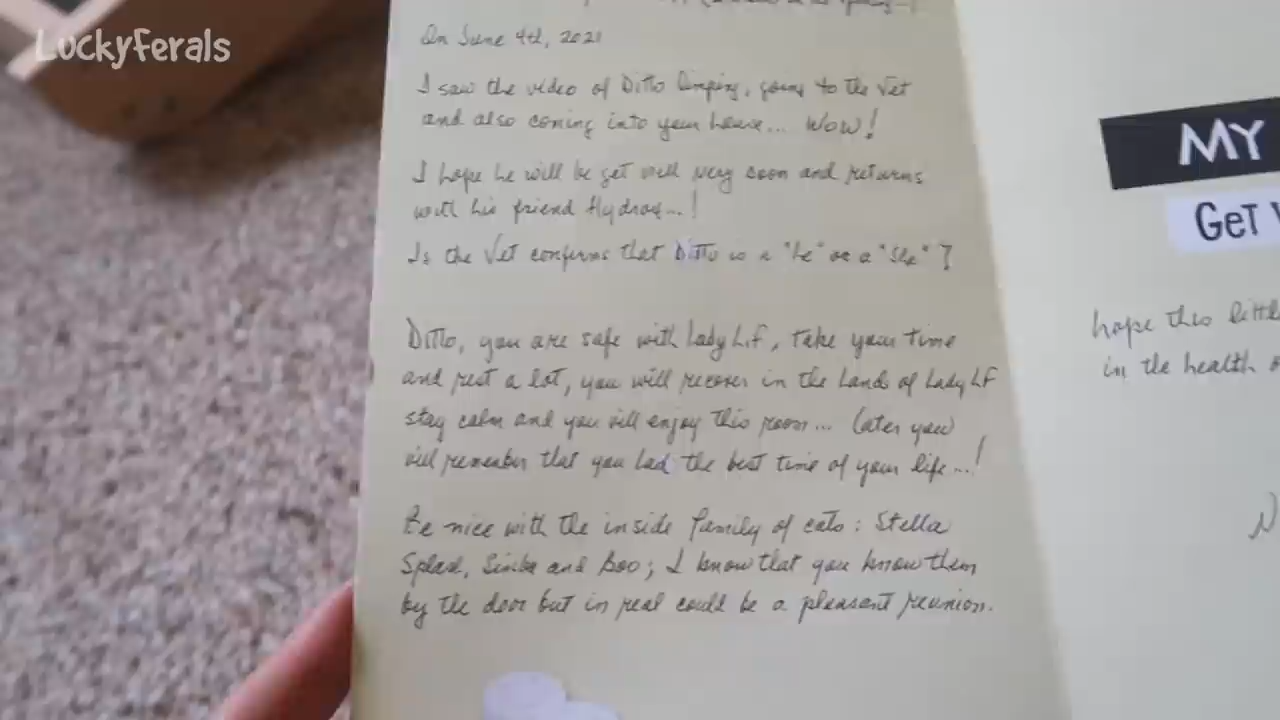 LuckyFerals
On June 4th, 2021
I saw the video of Ditto limping, going to the Vet
and also coming into your house... WOW!
I hope he will be get well very soon and returns
with his friend Hydrox...!
Is the Vet confirms that Ditto is a "he" or a "She" ?
Ditto, you are safe with Lady L.F, take your time
and rest a lot, you will recover in the hands of Lady LF
stay calm and you will enjoy this room... Later you
will remember that you had the best time of your life...!
Be nice with the inside family of cats: Stella
Splash, Simba and Boo; I know that you know them
by the door but in real could be a pleasant reunion.
MY
GeT
hope this little
in the health